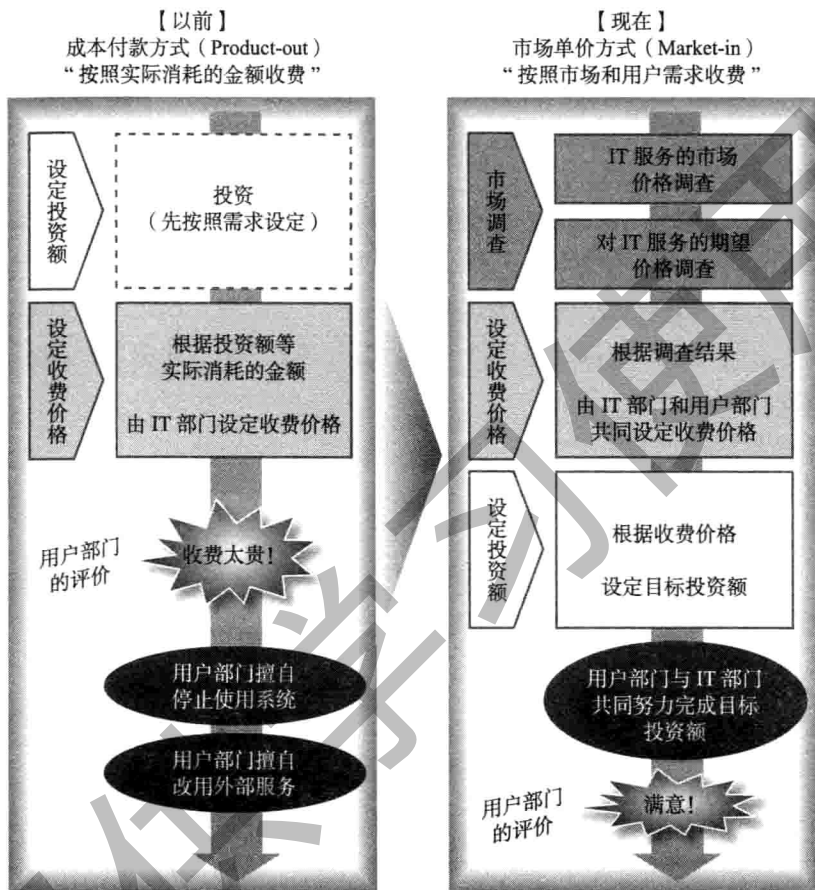 【以前】
成本付款方式（Product-out）
“按照实际消耗的金额收费”
设定投资额
投资
（先按照需求设定）
设定收费价格
根据投资额等
实际消耗的金额
由 IT 部门设定收费价格
用户部门
的评价
收费太贵！
用户部门擅自
停止使用系统
用户部门擅自
改用外部服务
【现在】
市场单价方式（Market-in）
“按照市场和用户需求收费”
市场调查
IT 服务的市场
价格调查
对 IT 服务的期望
价格调查
设定收费价格
根据调查结果
由 IT 部门和用户部门
共同设定收费价格
设定投资额
根据收费价格
设定目标投资额
用户部门与 IT 部门
共同努力完成目标
投资额
用户部门
的评价
满意！
学习使用